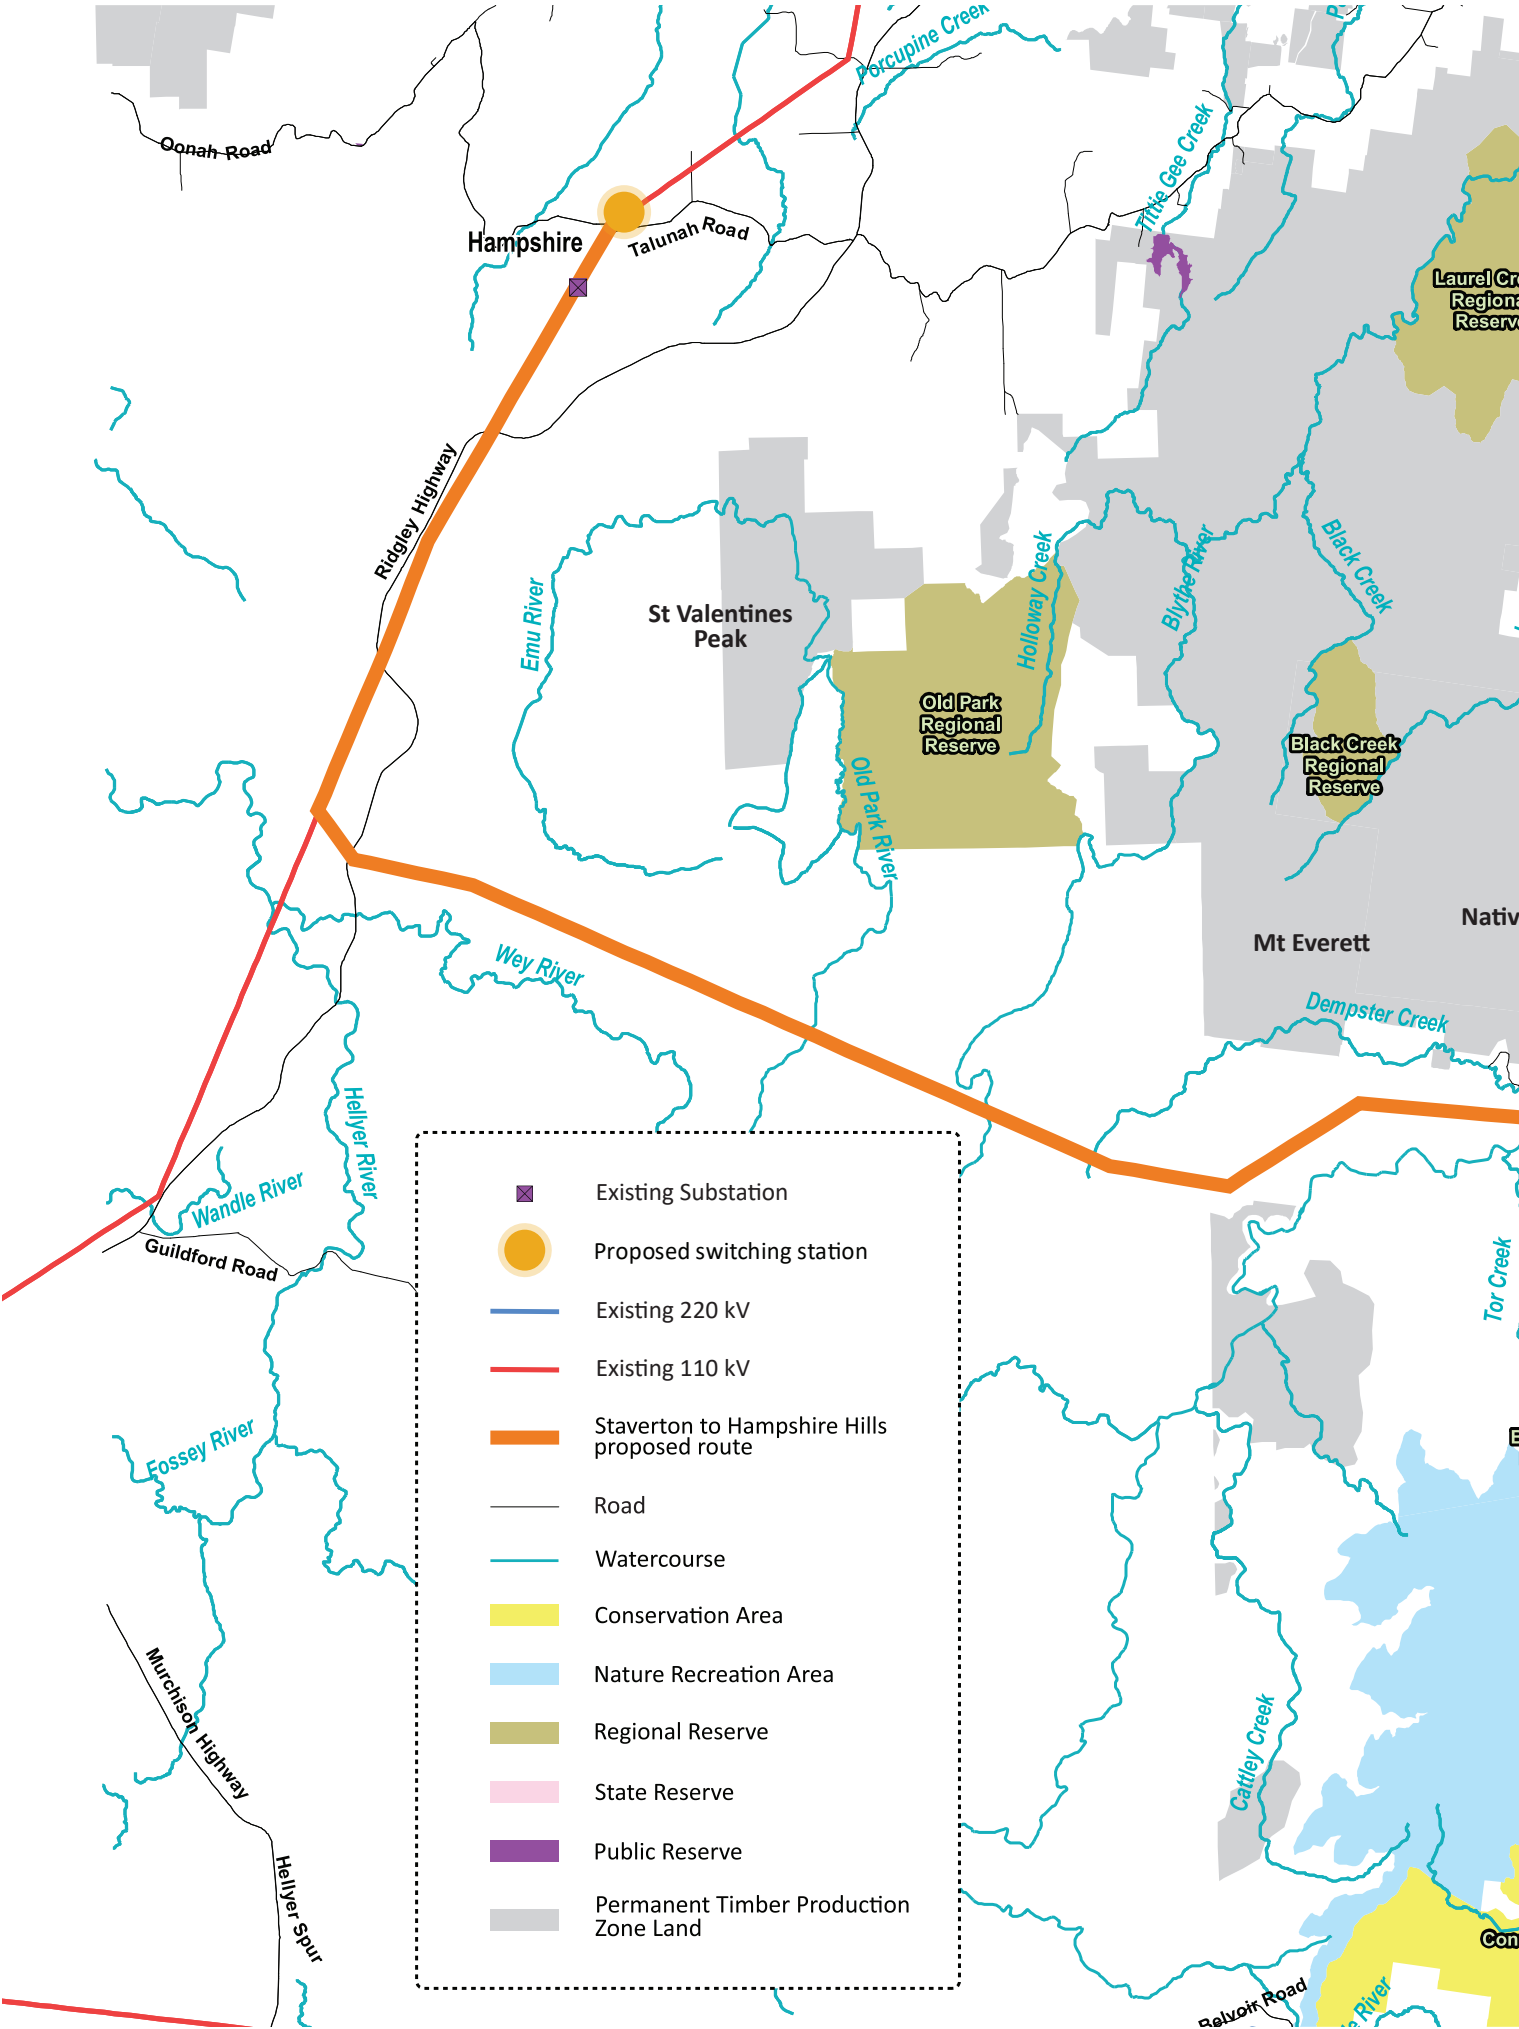 Porcupine Creek
Oonah Road
Tittie Gee Creek
Hampshire
Talunah Road
Laurel Cre
Regiona
Reserve
Ridgley Highway
Black Creek
Holloway Creek
Blythe River
Emu River
St Valentines
Peak
Old Park
Regional
Reserve
Black Creek
Regional
Reserve
Old Park River
Nativ
Mt Everett
Wey River
Dempster Creek
Hellyer River
Wandle River
Guildford Road
Tor Creek
Existing Substation
Proposed switching station
Existing 220 kV
Existing 110 kV
Staverton to Hampshire Hills
proposed route
Road
Watercourse
Conservation Area
Nature Recreation Area
Regional Reserve
State Reserve
Public Reserve
Permanent Timber Production
Zone Land
Fossey River
Murchison Highway
Cattley Creek
Hellyer Spur
Con
Belvoir Road
le River